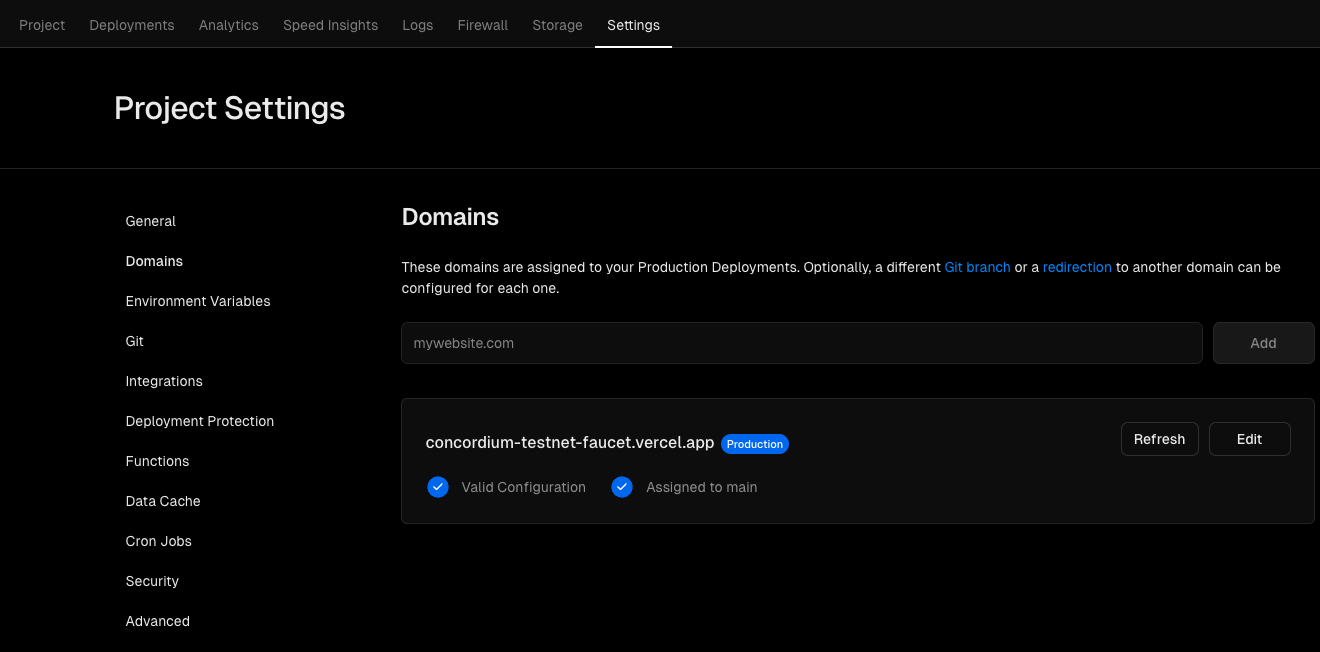 Project Deployments Analytics Speed Insights Logs Firewall Storage Settings
Project Settings
General
Domains
Environment Variables
Git
Integrations
Deployment Protection
Functions
Data Cache
Cron Jobs
Security
Advanced
Domains
These domains are assigned to your Production Deployments. Optionally, a different Git branch or a redirection to another domain can be
configured for each one.
mywebsite.com Add
concordium-testnet-faucet.vercel.app Production Refresh Edit
Valid Configuration Assigned to main